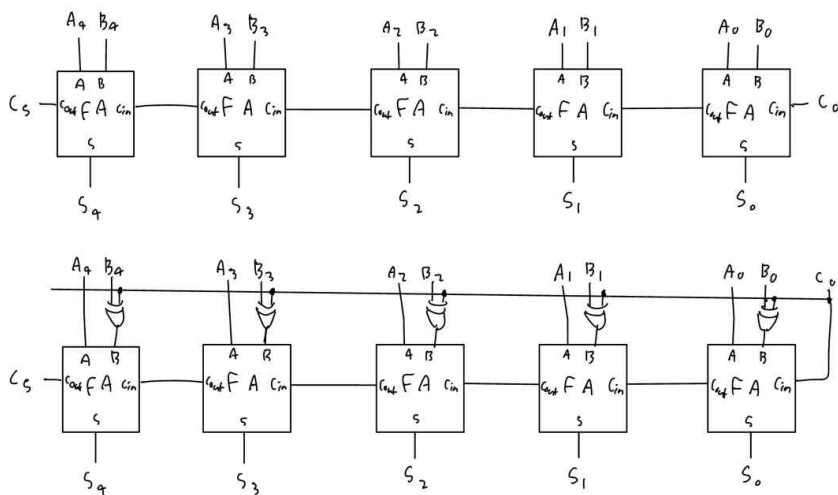 A4 B4 A3 B3 A2 B2 A1 B1 A0 B0
A B A B A B A B A B
C5 Cout FA Cin Cout FA Cin Cout FA Cin Cout FA Cin Cout FA Cin C0
S S S S S
S4 S3 S2 S1 S0
A4 B4 A3 B3 A2 B2 A1 B1 A0 B0 C0
A B A B A B A B A B
C5 Cout FA Cin Cout FA Cin Cout FA Cin Cout FA Cin Cout FA Cin
S S S S S
S4 S3 S2 S1 S0